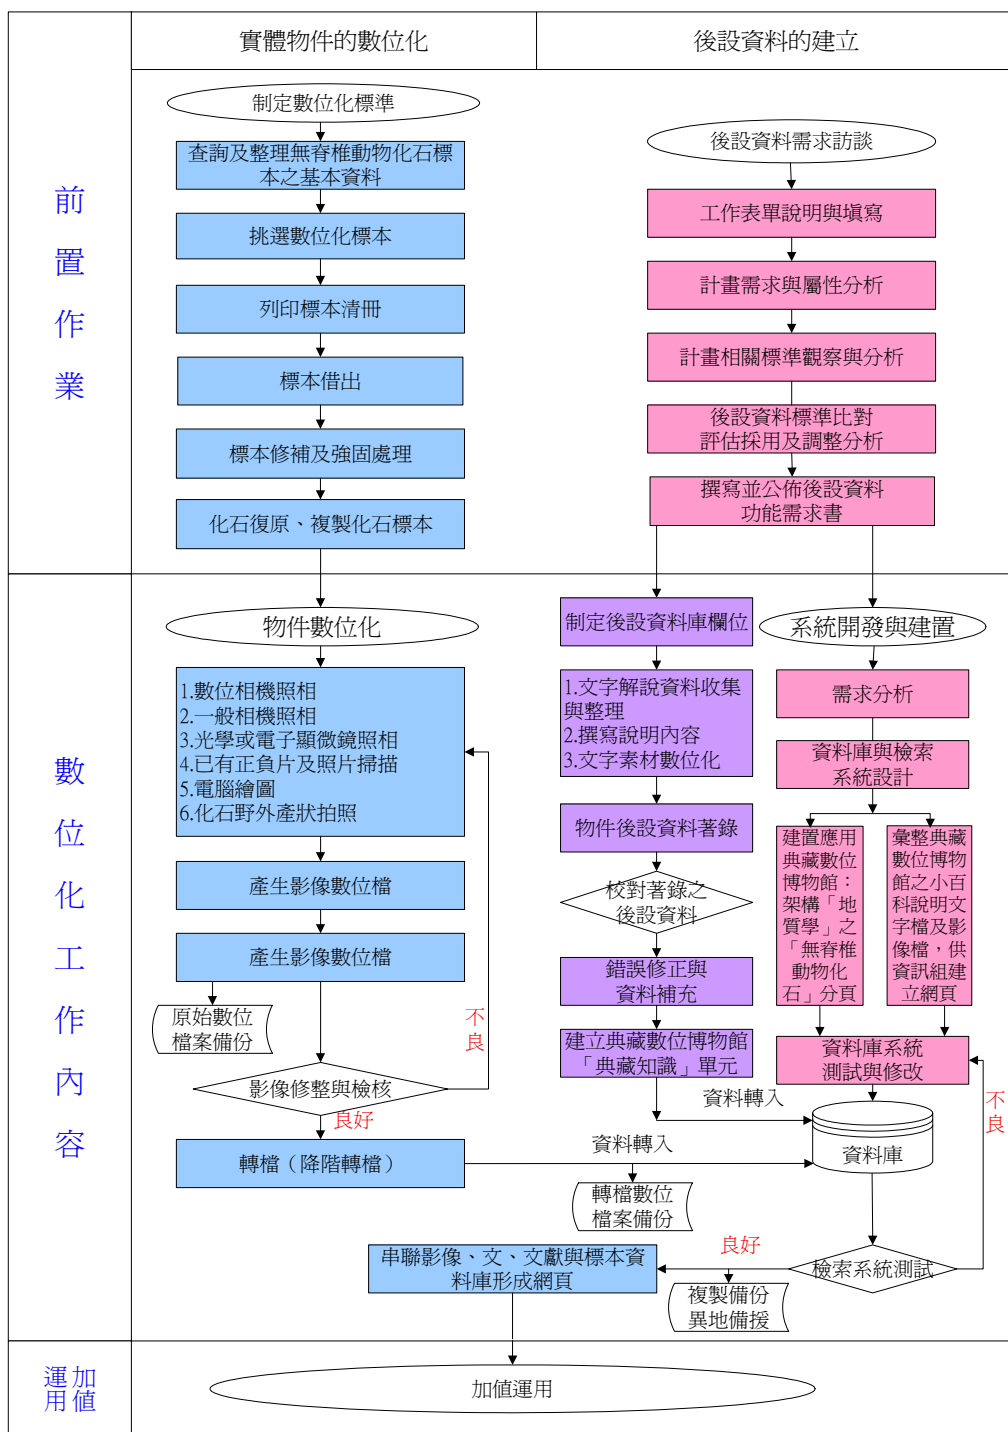 實體物件的數位化
後設資料的建立
前置作業
制定數位化標準
查詢及整理無脊椎動物化石標
本之基本資料
挑選數位化標本
列印標本清冊
標本借出
標本修補及強固處理
化石復原、複製化石標本
後設資料需求訪談
工作表單說明與填寫
計畫需求與屬性分析
計畫相關標準觀察與分析
後設資料標準比對
評估採用及調整分析
撰寫並公佈後設資料
功能需求書
數位化工作內容
物件數位化
1.數位相機照相
2.一般相機照相
3.光學或電子顯微鏡照相
4.已有正負片及照片掃描
5.電腦繪圖
6.化石野外產狀拍照
產生影像數位檔
產生影像數位檔
原始數位
檔案備份
不良
影像修整與檢核
良好
轉檔（降階轉檔）
資料轉入
轉檔數位
檔案備份
制定後設資料庫欄位
1.文字解說資料收集
與整理
2.撰寫說明內容
3.文字素材數位化
物件後設資料著錄
校對著錄之
後設資料
錯誤修正與
資料補充
建立典藏數位博物館
「典藏知識」單元
資料轉入
系統開發與建置
需求分析
資料庫與檢索
系統設計
建置應用
典藏數位
博物館：
架構「地
質學」之
「無脊椎
動物化
石」分頁
彙整典藏
數位博物
館之小百
科說明文
字檔及影
像檔，供
資訊組建
立網頁
資料庫系統
測試與修改
不良
資料庫
檢索系統測試
良好
複製備份
異地備援
串聯影像、文、文獻與標本資
料庫形成網頁
加值
運用
加值運用